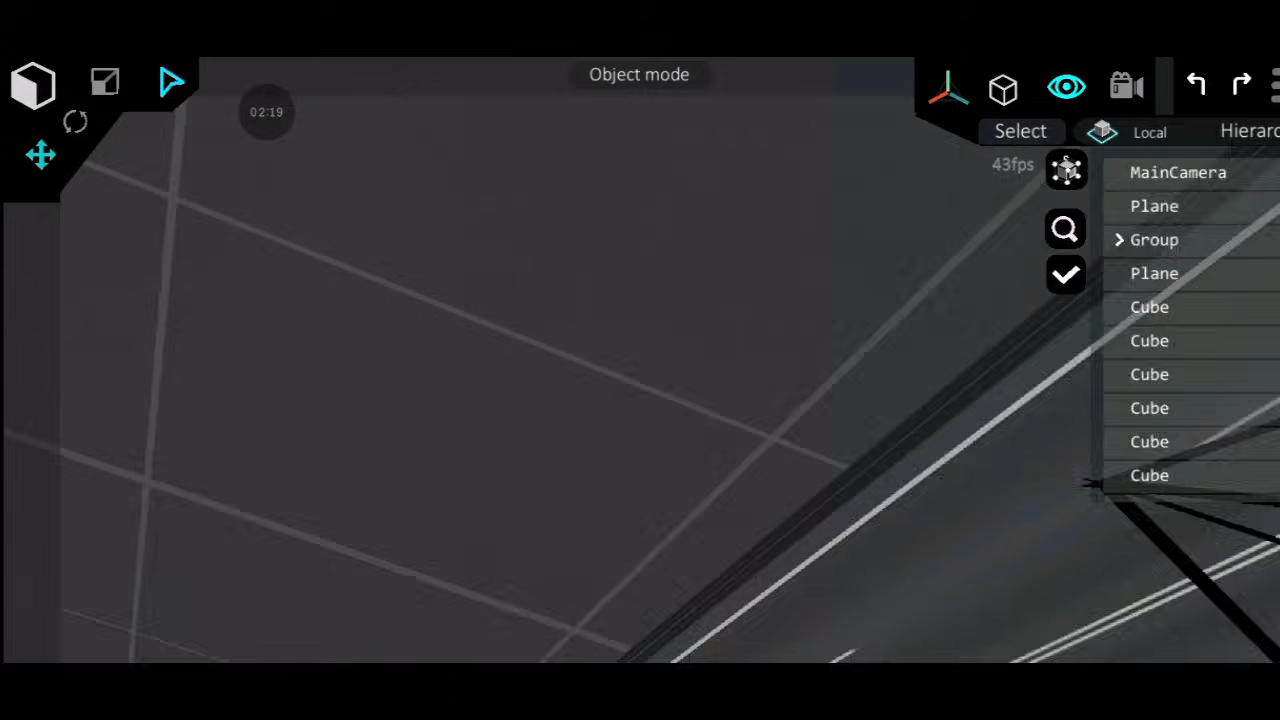 Object mode
02:19
Select
Local
Hierarc
43fps
MainCamera
Plane
Group
Plane
Cube
Cube
Cube
Cube
Cube
Cube